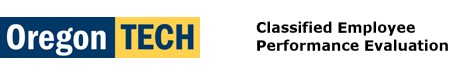 Oregon TECH
Classified Employee
Performance Evaluation